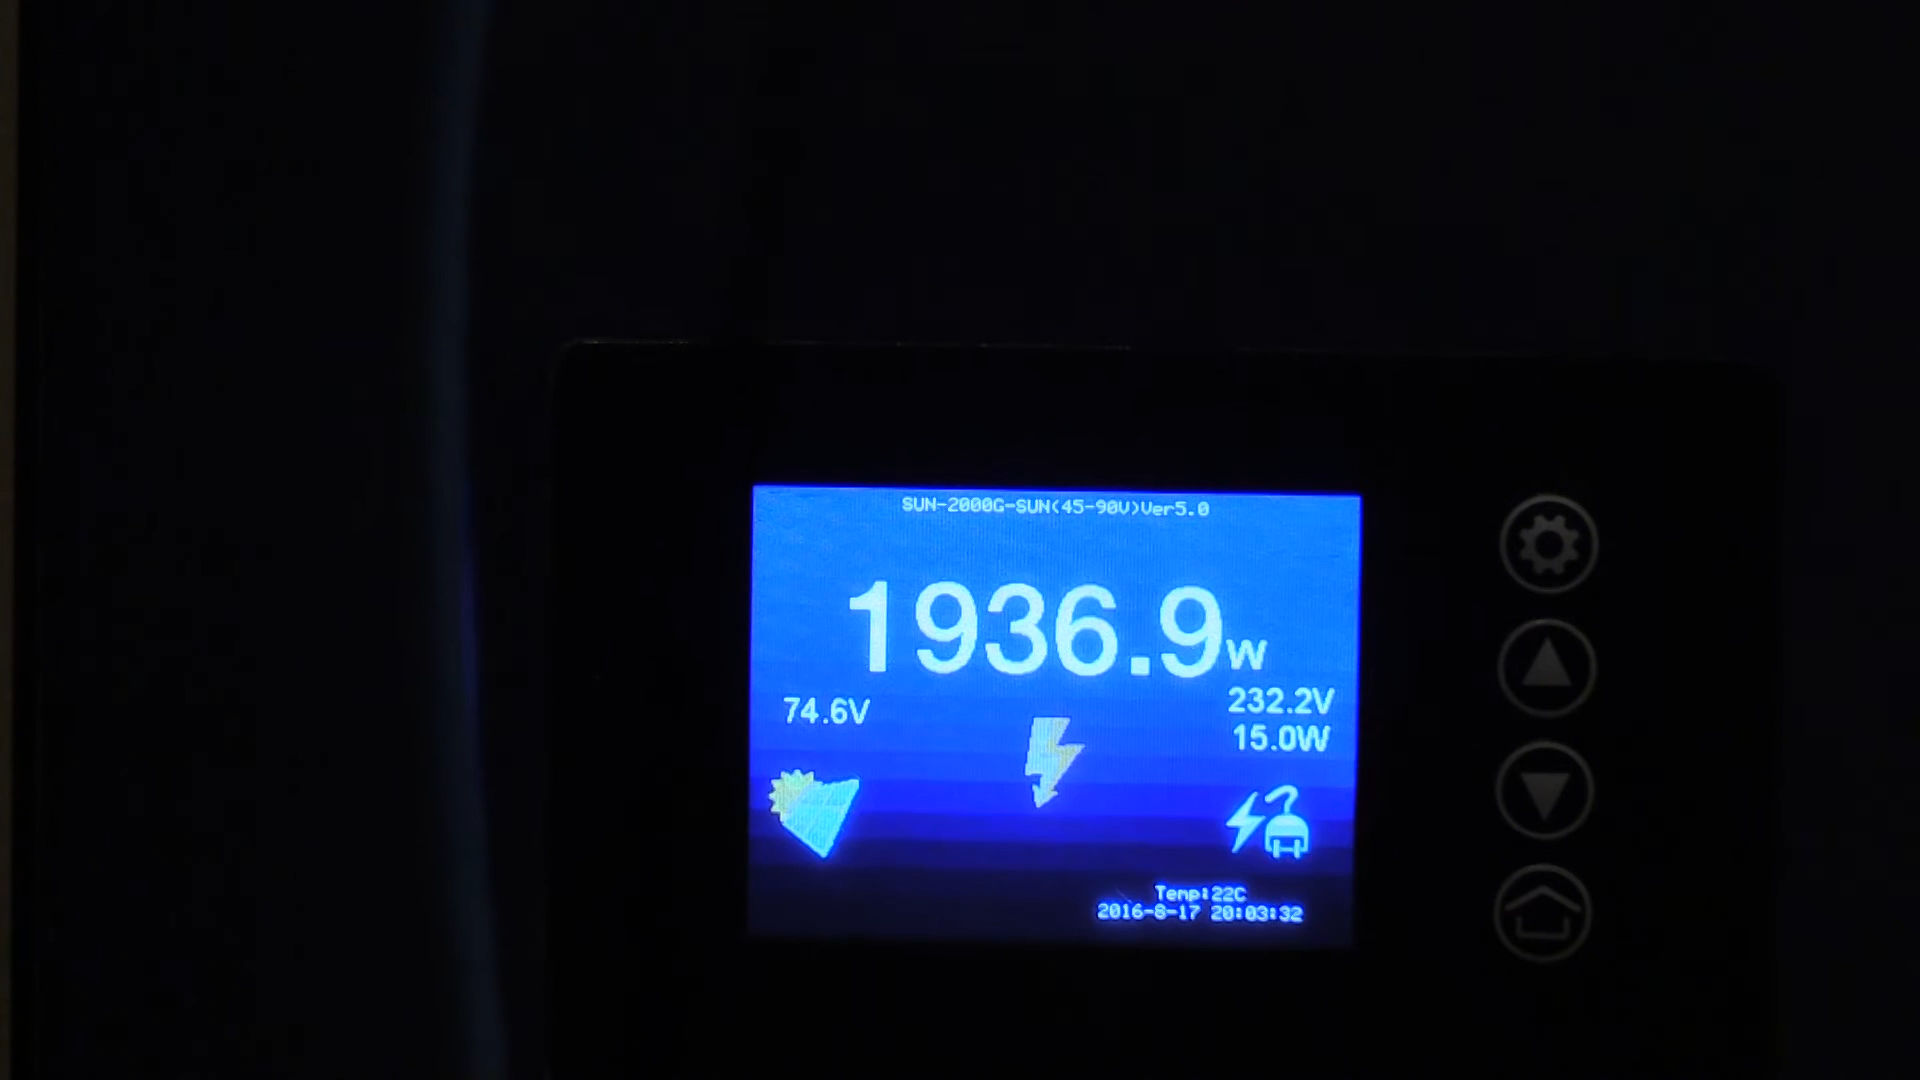 SUN-2000G-SUN(45-90V)Ver5.0
1936.9W
74.6V
232.2V
15.0W
Temp:22C
2016-8-17 20:03:32